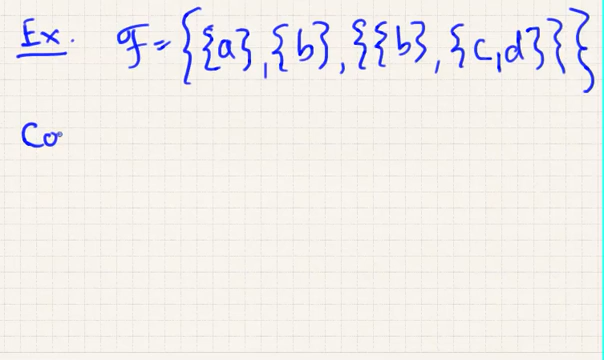 Ex. ℱ = {{a}, {b}, {{b}, {c, d}}}
Co